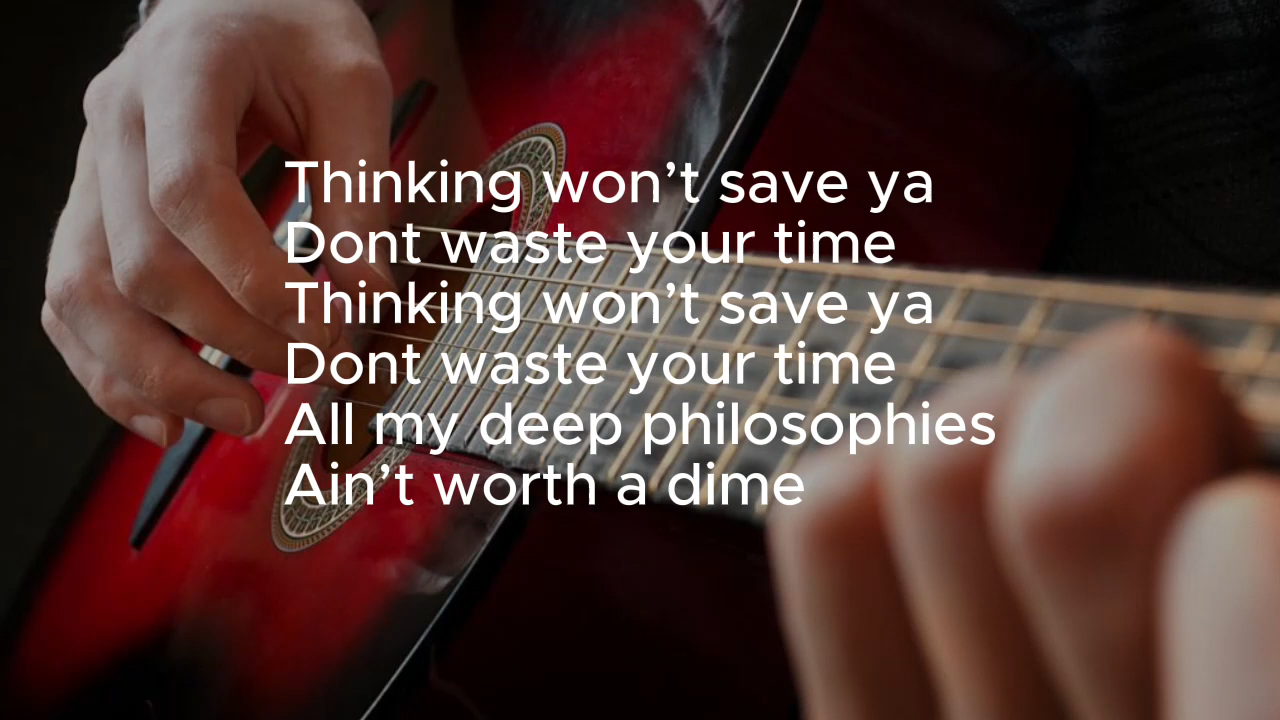 Thinking won’t save ya
Dont waste your time
Thinking won’t save ya
Dont waste your time
All my deep philosophies
Ain’t worth a dime